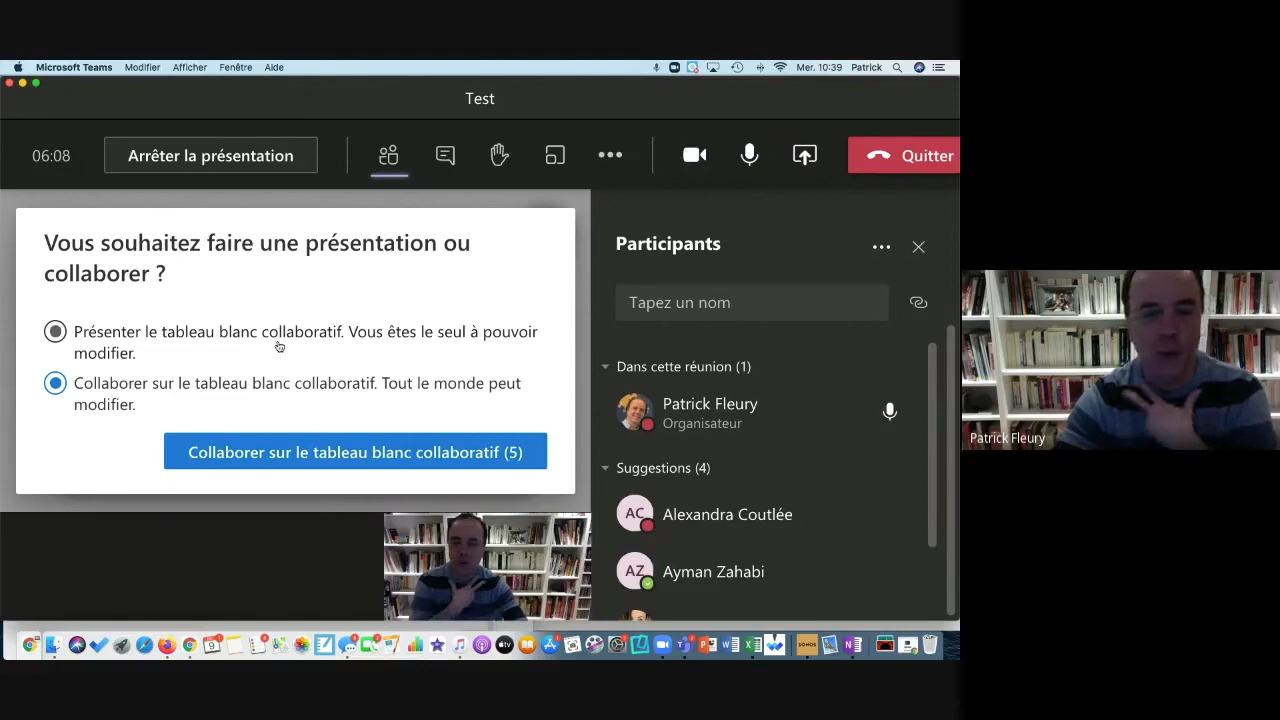 Microsoft Teams Modifier Afficher Fenêtre Aide Mer. 10:39 Patrick
Test
06:08 Arrêter la présentation Quitter
Vous souhaitez faire une présentation ou
collaborer ?
Présenter le tableau blanc collaboratif. Vous êtes le seul à pouvoir
modifier.
Collaborer sur le tableau blanc collaboratif. Tout le monde peut
modifier.
Collaborer sur le tableau blanc collaboratif (5)
Participants
Tapez un nom
Dans cette réunion (1)
Patrick Fleury
Organisateur
Suggestions (4)
AC Alexandra Coutlée
AZ Ayman Zahabi
Patrick Fleury
SONOS